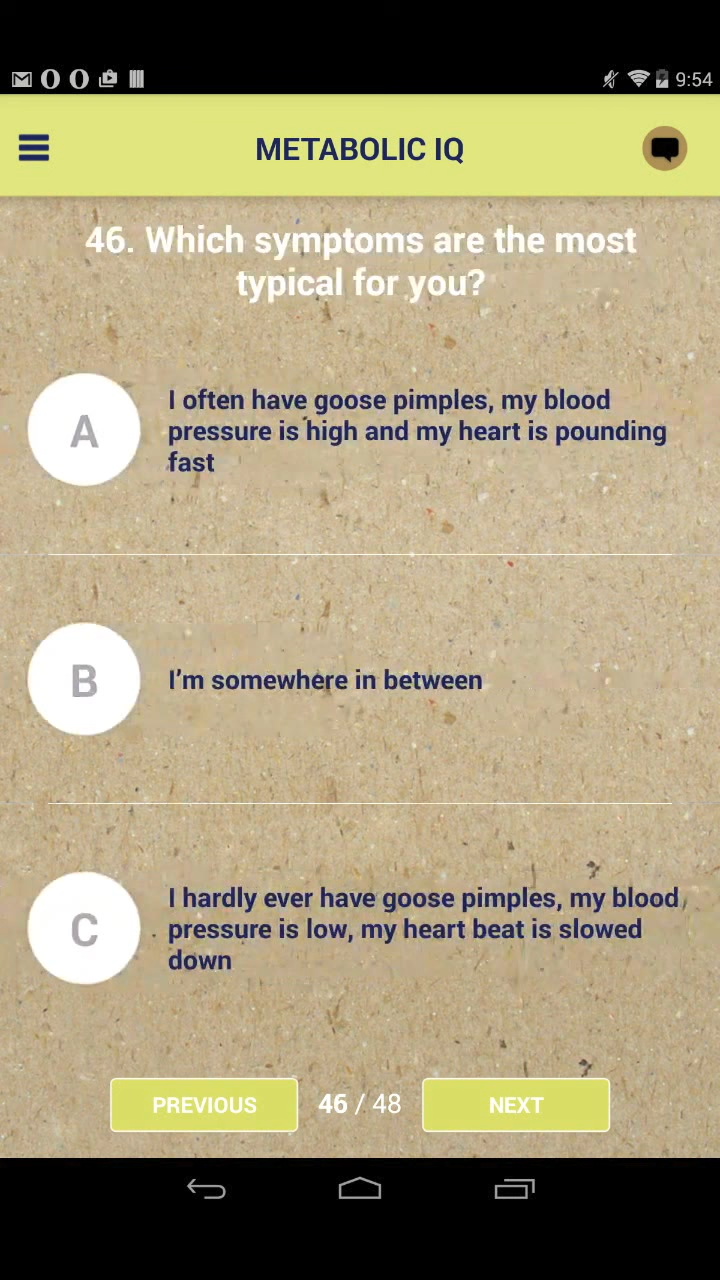 9:54
METABOLIC IQ
46. Which symptoms are the most
typical for you?
A
I often have goose pimples, my blood
pressure is high and my heart is pounding
fast
B
I'm somewhere in between
C
I hardly ever have goose pimples, my blood
pressure is low, my heart beat is slowed
down
PREVIOUS
46 / 48
NEXT